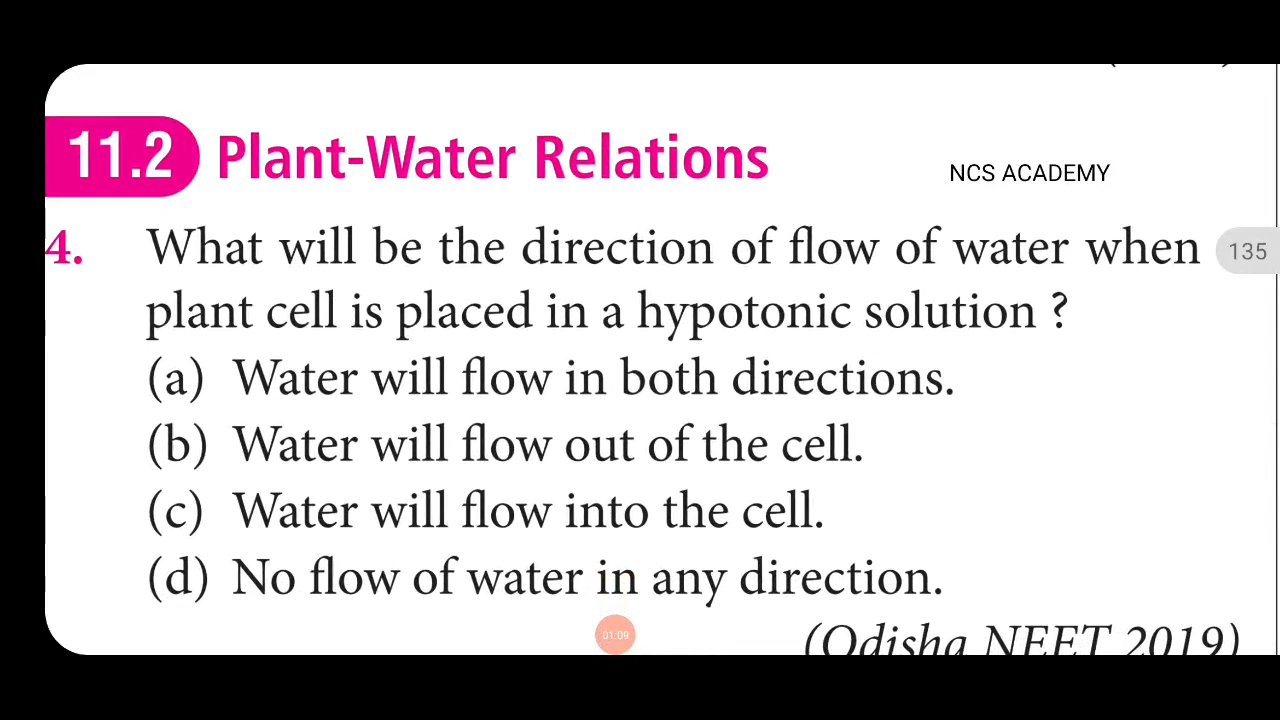 11.2 Plant-Water Relations
NCS ACADEMY
4. What will be the direction of flow of water when
135
plant cell is placed in a hypotonic solution ?
(a) Water will flow in both directions.
(b) Water will flow out of the cell.
(c) Water will flow into the cell.
(d) No flow of water in any direction.
01:09
(Odisha NEET 2019)